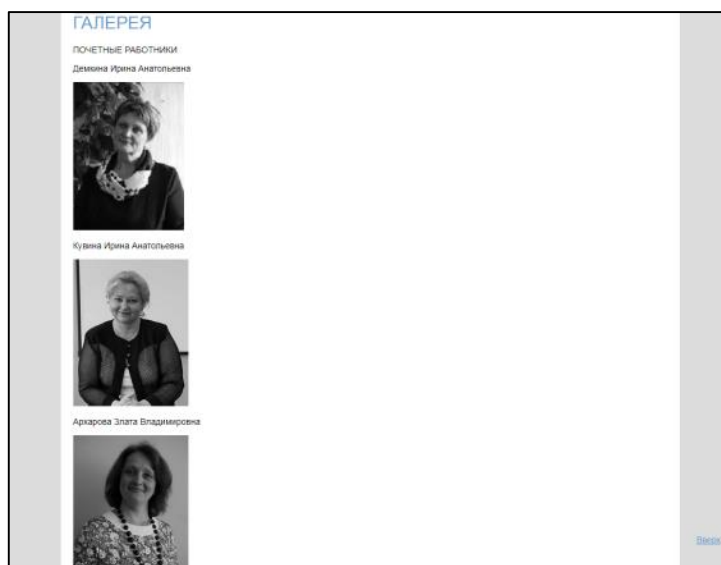 ГАЛЕРЕЯ
ПОЧЕТНЫЕ РАБОТНИКИ
Демкина Ирина Анатольевна
Кувина Ирина Анатольевна
Архарова Злата Владимировна
Вверх